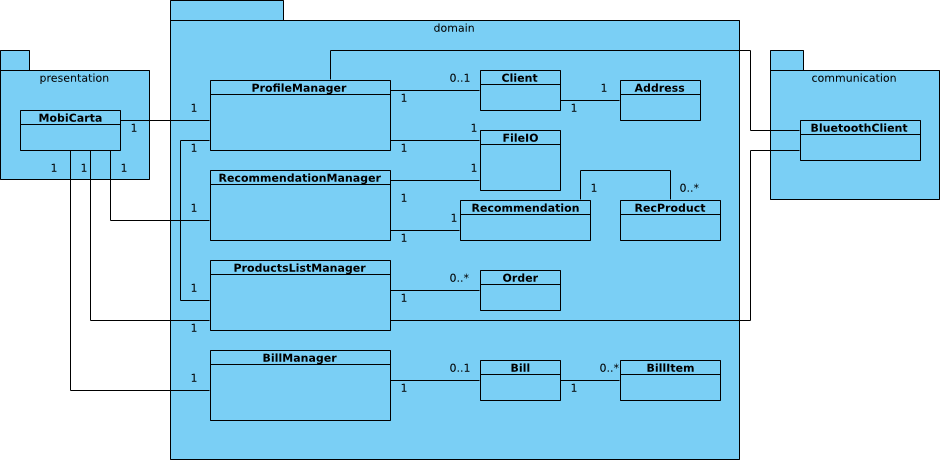 domain
presentation
communication
MobiCarta
1
1
1
1
ProfileManager
1
1
1
1
0..1
Client
1
1
Address
1
FileIO
1
BluetoothClient
RecommendationManager
1
1
1
1
Recommendation
1
0..*
RecProduct
ProductsListManager
1
1
1
0..*
Order
BillManager
1
1
0..1
Bill
1
0..*
BillItem